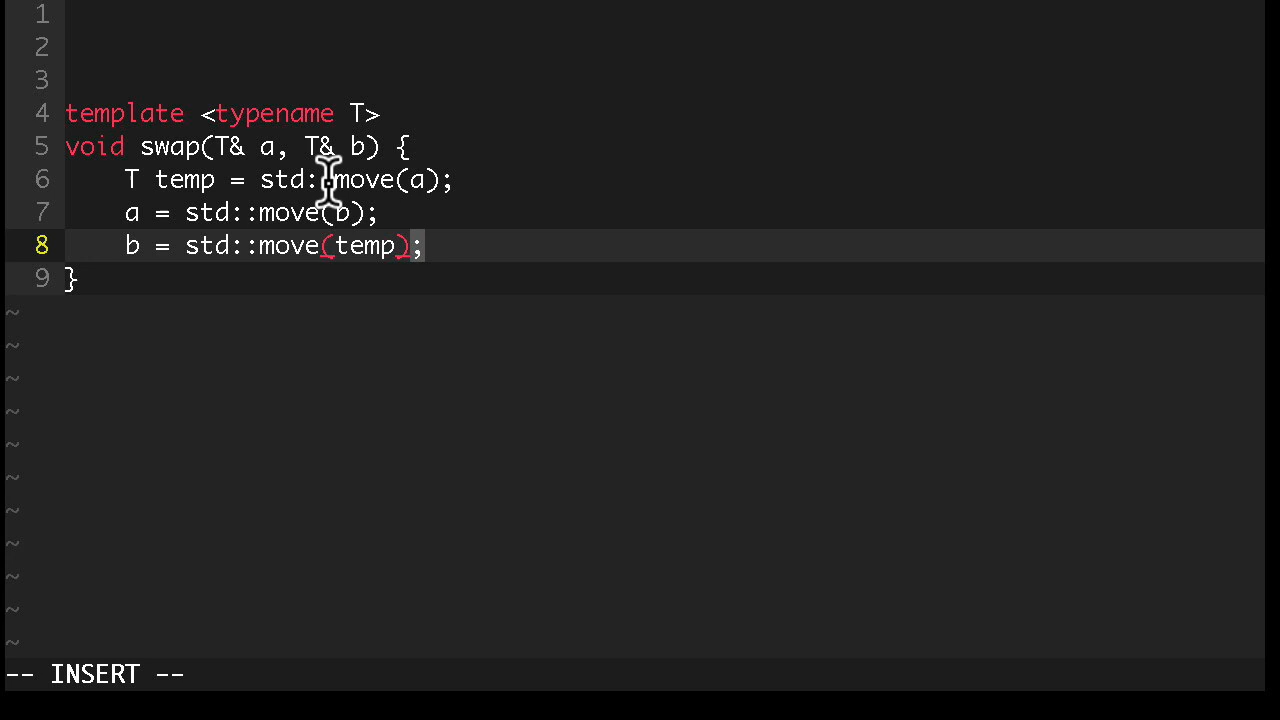 1
2
3
4 template <typename T>
5 void swap(T& a, T& b) {
6     T temp = std::move(a);
7     a = std::move(b);
8     b = std::move(temp);
9 }
~
~
~
~
~
~
~
~
~
~
~
-- INSERT --